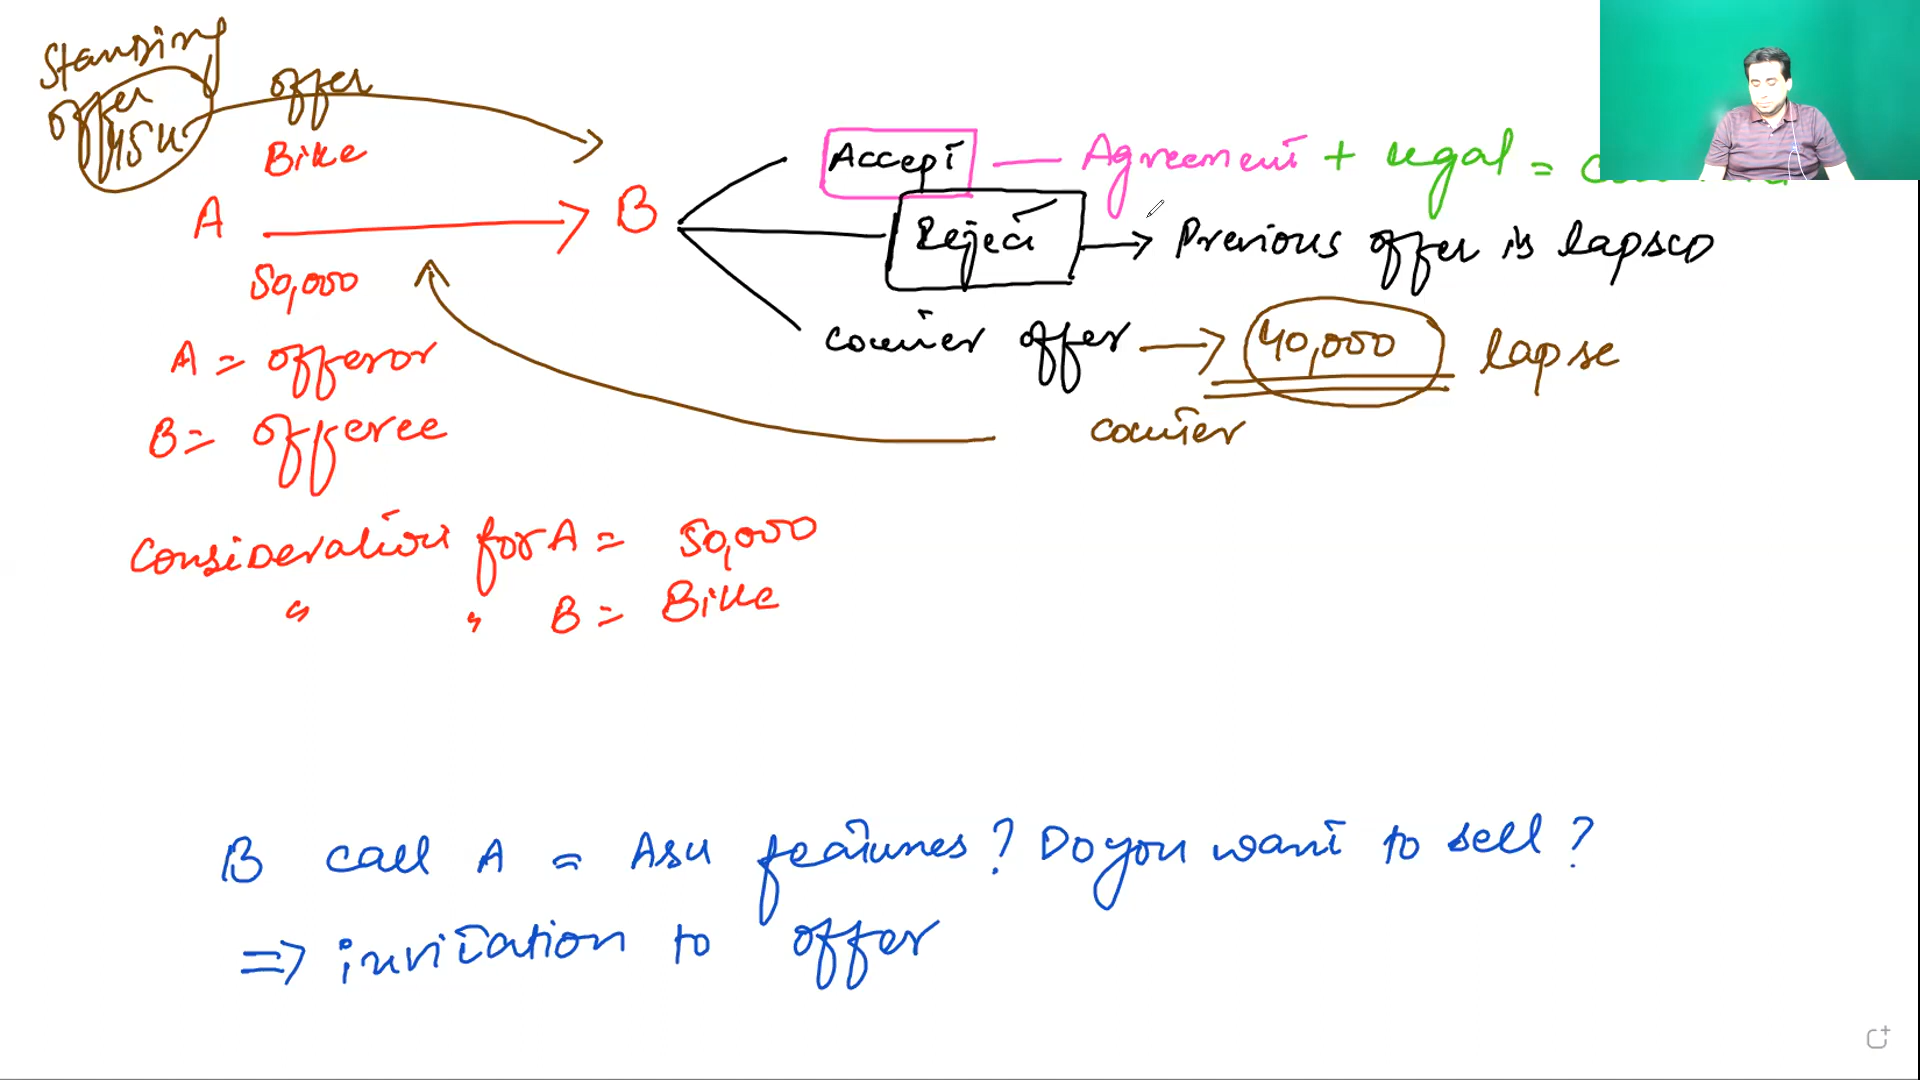 Standing
offer
45K
offer
Bike
A → B
50,000
A = offeror
B = offeree
Accept — Agreement + legal =
Reject → Previous offer is lapsed
counter offer → 40,000 lapse
counter
Consideration for A = 50,000
" " B = Bike
B call A = Ask features? Do you want to sell?
⇒ invitation to offer